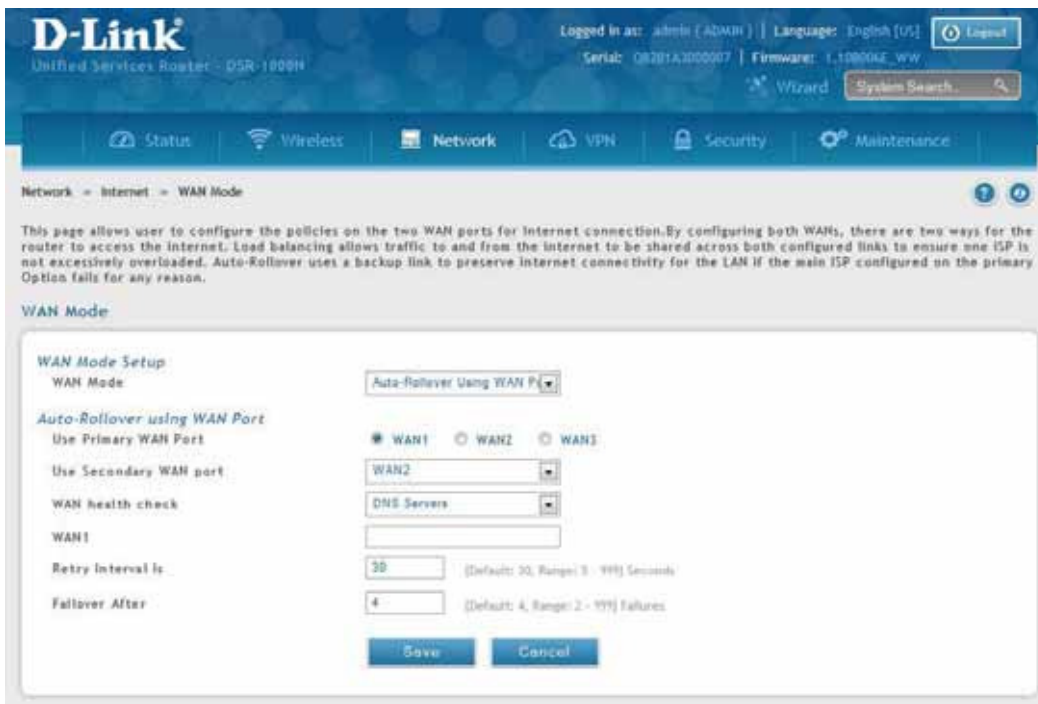 D-Link
Unified Services Router - DSR-1000N
Logged in as: admin ( ADMIN ) | Language: English [US]
Logout
Serial: | Firmware:
Wizard
System Search..
Status
Wireless
Network
VPN
Security
Maintenance
Network » Internet » WAN Mode
This page allows user to configure the policies on the two WAN ports for Internet connection.By configuring both WANs, there are two ways for the
router to access the Internet. Load balancing allows traffic to and from the internet to be shared across both configured links to ensure one ISP is
not excessively overloaded. Auto-Rollover uses a backup link to preserve internet connectivity for the LAN if the main ISP configured on the primary
Option fails for any reason.
WAN Mode
WAN Mode Setup
WAN Mode
Auto-Rollover Using WAN Po
Auto-Rollover using WAN Port
Use Primary WAN Port
WAN1 WAN2 WAN3
Use Secondary WAN port
WAN2
WAN health check
DNS Servers
WAN1
Retry Interval Is
30
(Default: 30, Range: 5 - 999) Seconds
Failover After
4
(Default: 4, Range: 2 - 999) Failures
Save
Cancel